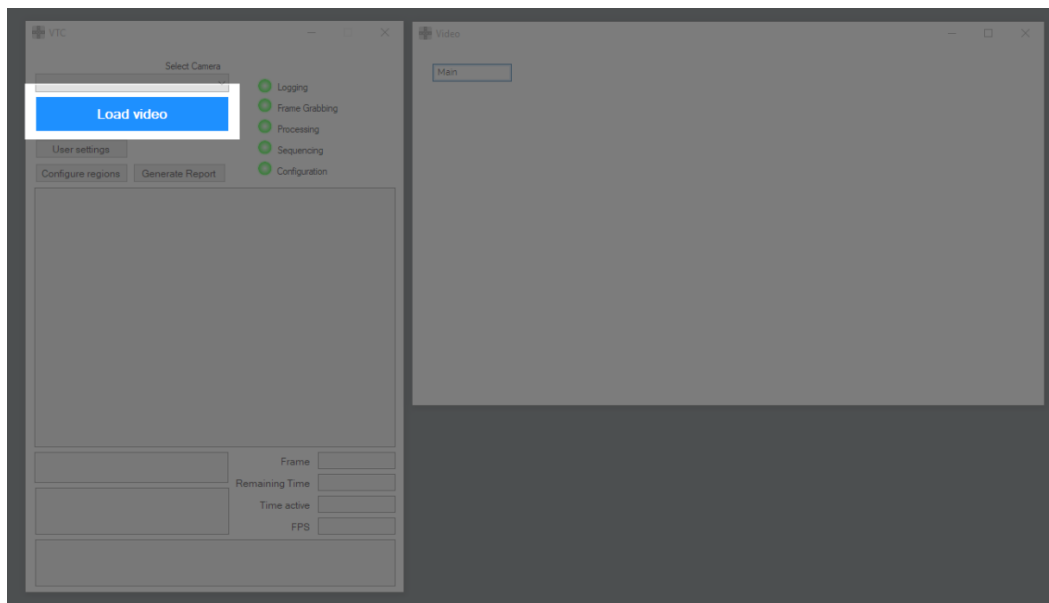 VTC
Select Camera
Load video
User settings
Configure regions
Generate Report
Logging
Frame Grabbing
Processing
Sequencing
Configuration
Frame
Remaining Time
Time active
FPS
Video
Main